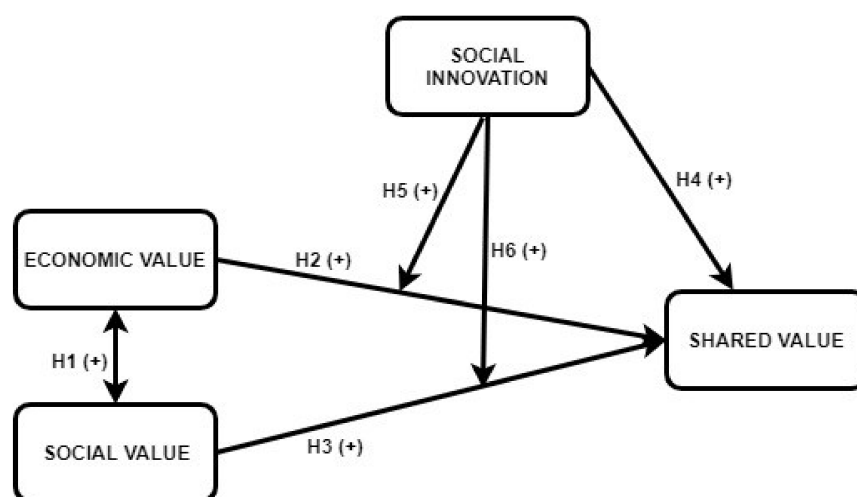 SOCIAL
INNOVATION
H5 (+)
H4 (+)
ECONOMIC VALUE
H2 (+)
H6 (+)
SHARED VALUE
H1 (+)
SOCIAL VALUE
H3 (+)